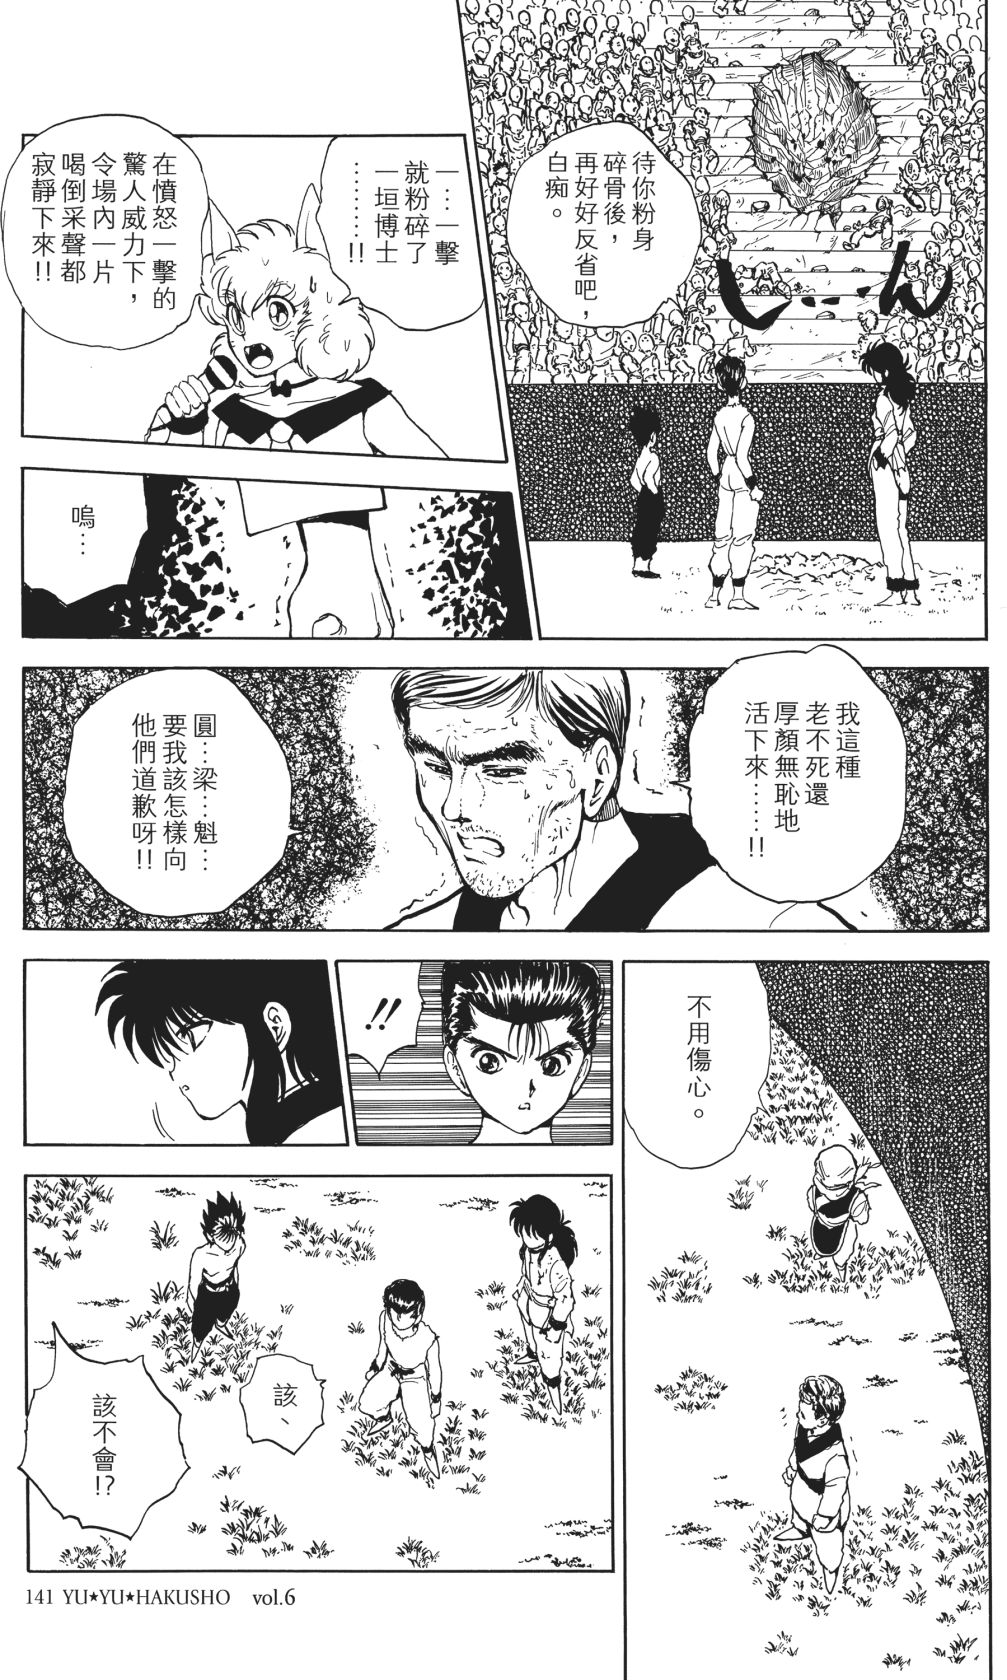 待你粉身
碎骨後，
再好好反省吧，
白痴。
しーん
一…一擊
就粉碎了
一垣博士
………!!
在憤怒一擊的
驚人威力下，
令場內一片
喝倒采聲都
寂靜下來!!
嗚…
我這種
老不死還
厚顏無恥地
活下來……!!
圓…梁…魁…
要我該怎樣向
他們道歉呀!!
不用傷心。
!!
該、
該不會!?
141 YU★YU★HAKUSHO vol.6